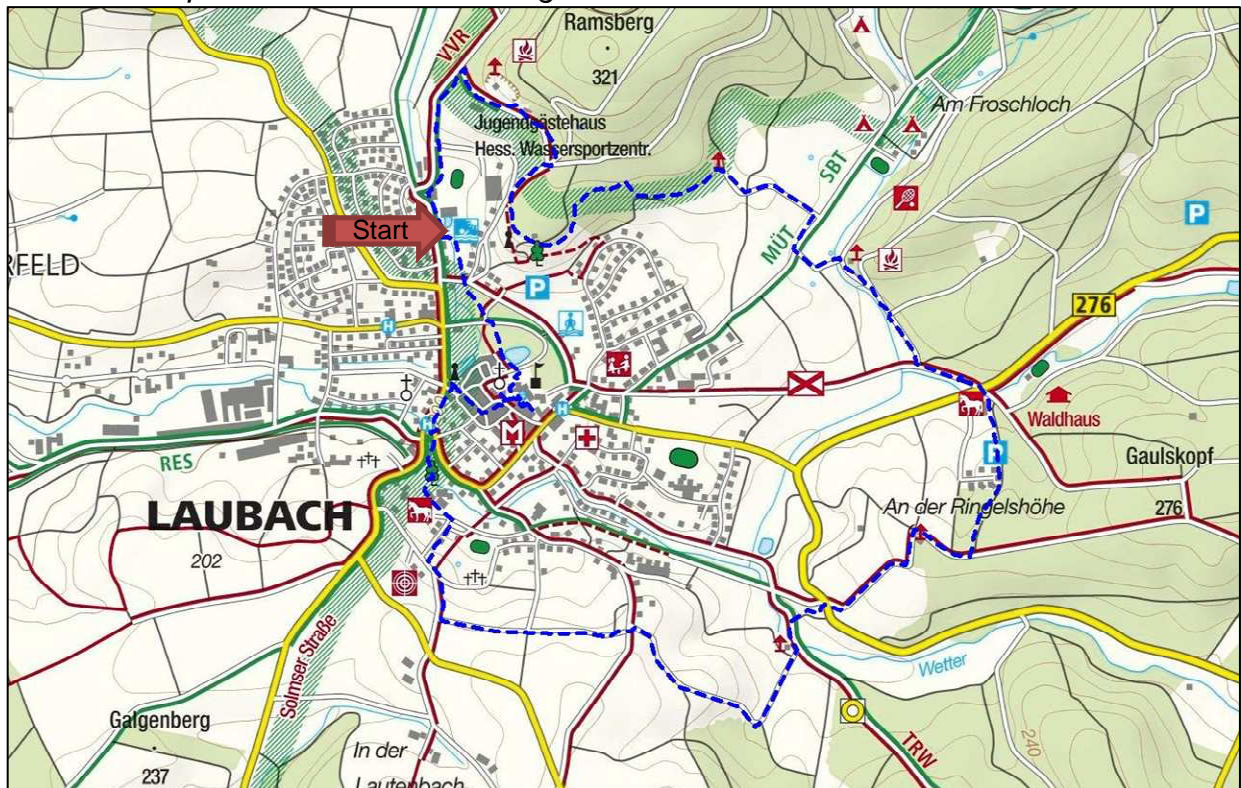 Ramsberg
321
VVR
Jugendgästehaus
Hess. Wassersportzentr.
Am Froschloch
SBT
MÜT
Start
P
P
RFELD
276
H
H
H
Waldhaus
Gaulskopf
276
RES
LAUBACH
202
An der Ringelshöhe
Solmser Straße
Wetter
Galgenberg
237
In der
Lautenbach
TRW
240